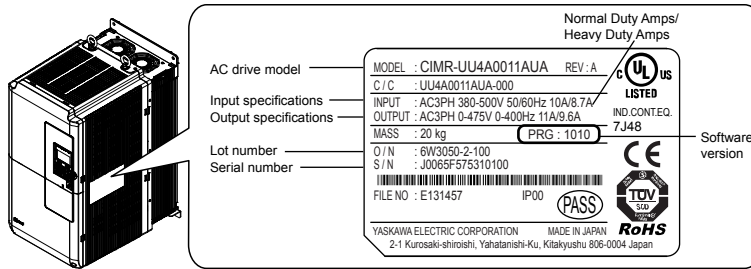 Normal Duty Amps/
Heavy Duty Amps
AC drive model
MODEL : CIMR-UU4A0011AUA REV : A
C / C : UU4A0011AUA-000
Input specifications
INPUT : AC3PH 380-500V 50/60Hz 10A/8.7A
Output specifications
OUTPUT : AC3PH 0-475V 0-400Hz 11A/9.6A
MASS : 20 kg PRG : 1010
Software
version
Lot number
O / N : 6W3050-2-100
Serial number
S / N : J0065F575310100
FILE NO : E131457 IP00
PASS
YASKAWA ELECTRIC CORPORATION MADE IN JAPAN
2-1 Kurosaki-shiroishi, Yahatanishi-Ku, Kitakyushu 806-0004 Japan
C UL US
LISTED
IND.CONT.EQ.
7J48
CE
TÜV
RoHS